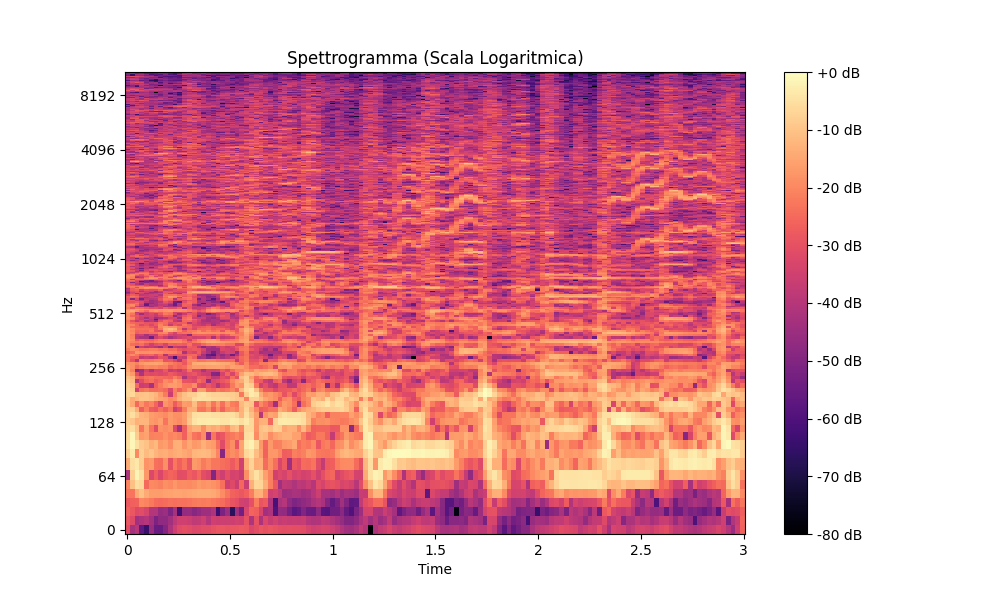 Spettrogramma (Scala Logaritmica)
8192
4096
2048
1024
512
256
128
64
0
Hz
0
0.5
1
1.5
2
2.5
3
Time
+0 dB
-10 dB
-20 dB
-30 dB
-40 dB
-50 dB
-60 dB
-70 dB
-80 dB